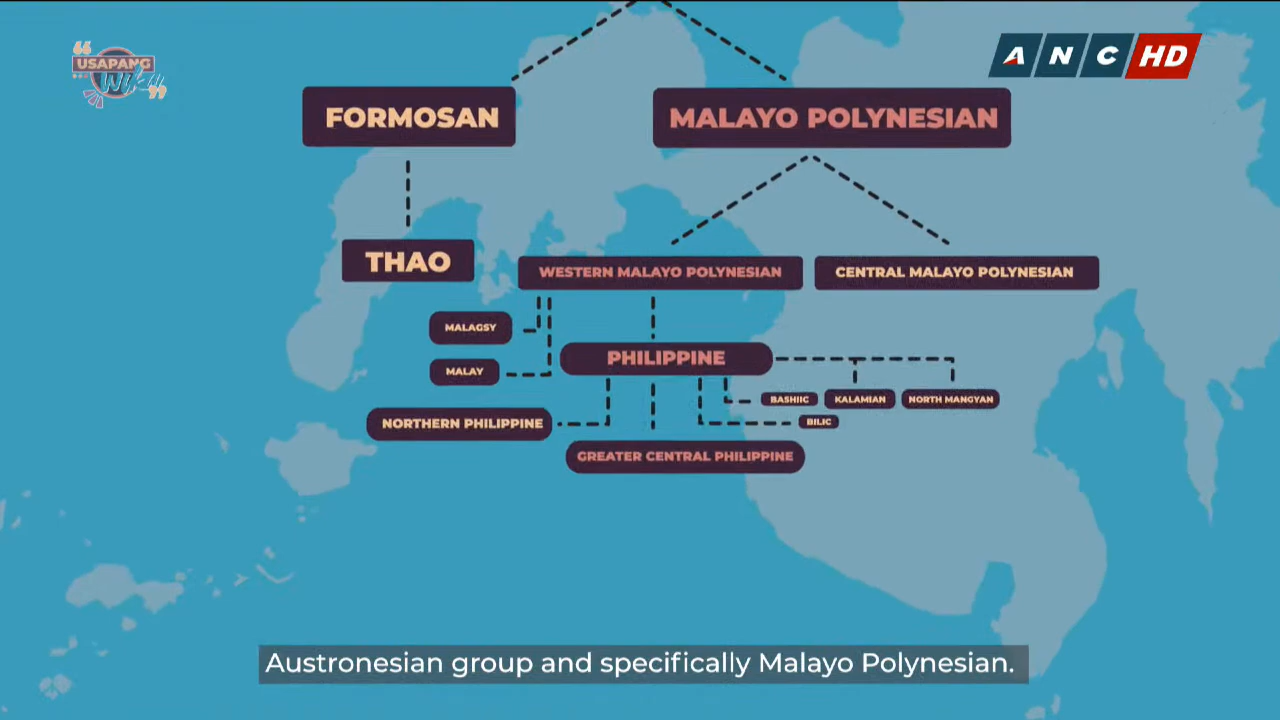 USAPANG
WIKA
ANC HD
FORMOSAN
MALAYO POLYNESIAN
THAO
WESTERN MALAYO POLYNESIAN
CENTRAL MALAYO POLYNESIAN
MALAGSY
PHILIPPINE
MALAY
BASHIIC
KALAMIAN
NORTH MANGYAN
NORTHERN PHILIPPINE
BILIC
GREATER CENTRAL PHILIPPINE
Austronesian group and specifically Malayo Polynesian.